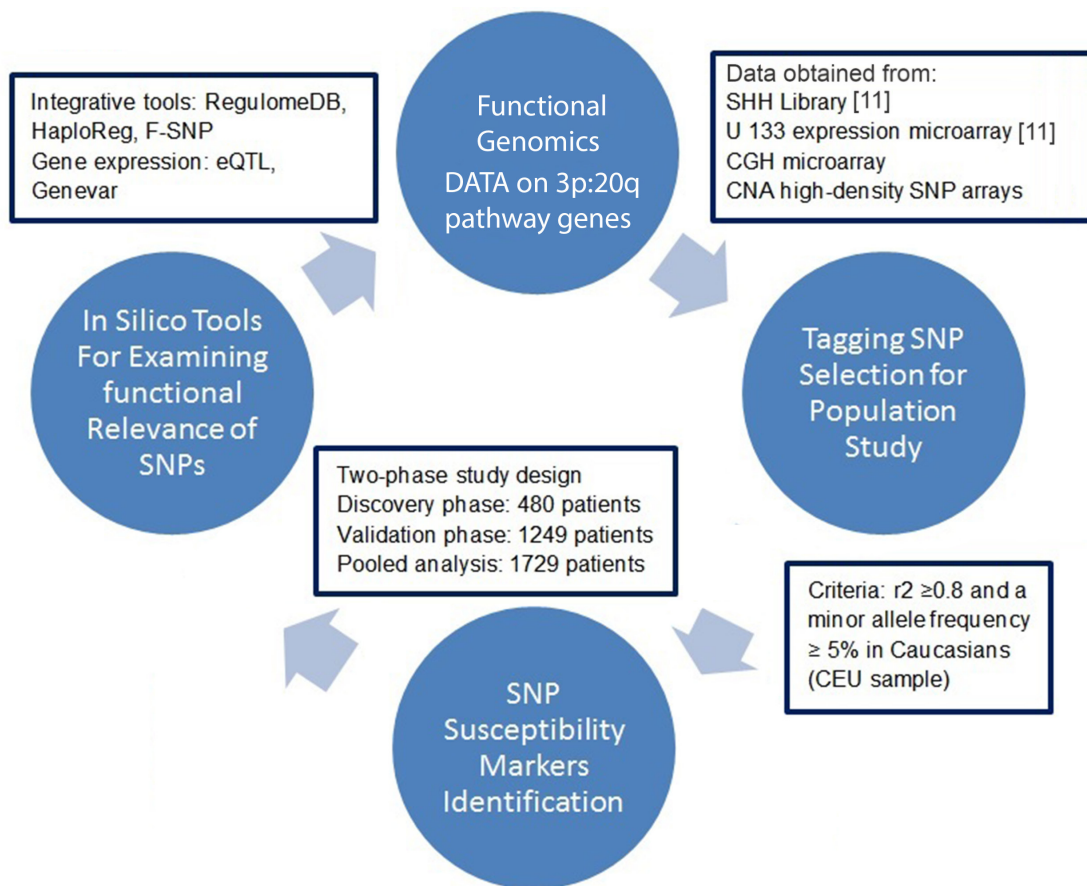 Functional
Genomics
DATA on 3p:20q
pathway genes
Data obtained from:
SHH Library [11]
U 133 expression microarray [11]
CGH microarray
CNA high-density SNP arrays
Tagging SNP
Selection for
Population
Study
Criteria: r2 ≥0.8 and a
minor allele frequency
≥ 5% in Caucasians
(CEU sample)
SNP
Susceptibility
Markers
Identification
Two-phase study design
Discovery phase: 480 patients
Validation phase: 1249 patients
Pooled analysis: 1729 patients
In Silico Tools
For Examining
functional
Relevance of
SNPs
Integrative tools: RegulomeDB,
HaploReg, F-SNP
Gene expression: eQTL,
Genevar